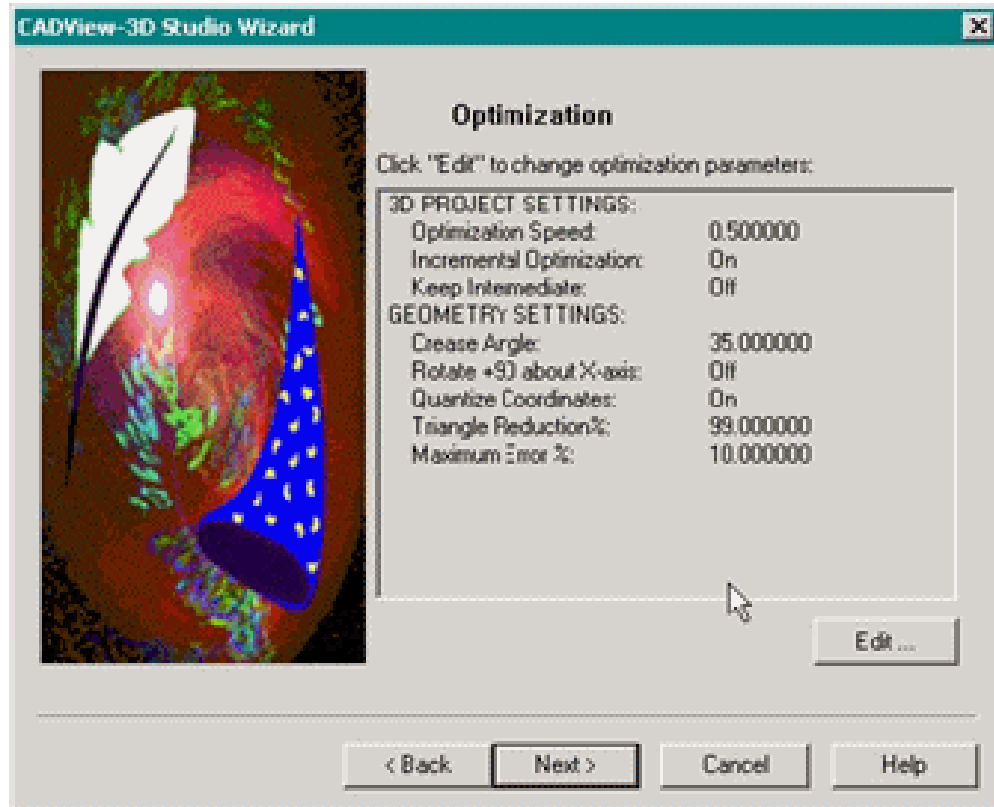 CADView-3D Studio Wizard
Optimization
Click "Edit" to change optimization parameters:
3D PROJECT SETTINGS:
Optimization Speed: 0.500000
Incremental Optimization: On
Keep Intermediate: Off
GEOMETRY SETTINGS:
Crease Angle: 35.000000
Rotate +90 about X-axis: Off
Quantize Coordinates: On
Triangle Reduction%: 99.000000
Maximum Error %: 10.000000
Edit ...
< Back Next > Cancel Help